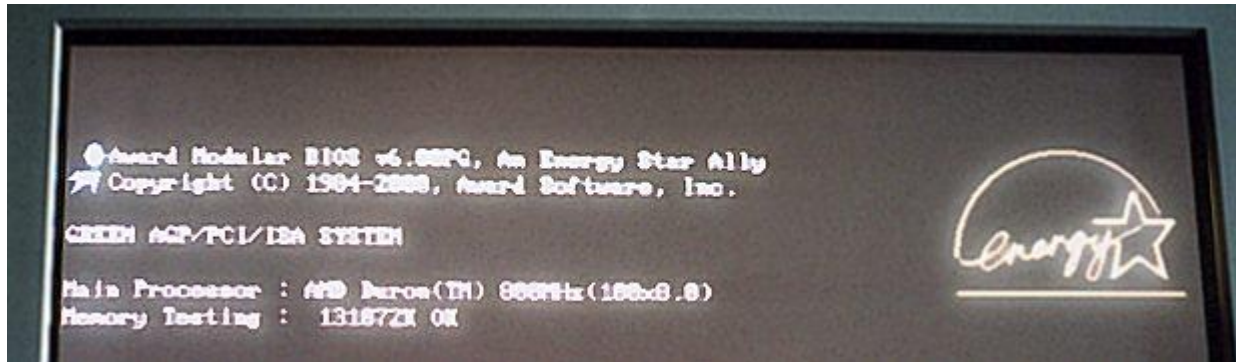 Award Modular BIOS v6.00PG, An Energy Star Ally
Copyright (C) 1984-2000, Award Software, Inc.
GREEN AGP/PCI/ISA SYSTEM
Main Processor : AMD Duron(TM) 800MHz(100x8.0)
Memory Testing : 131072K OK
energy